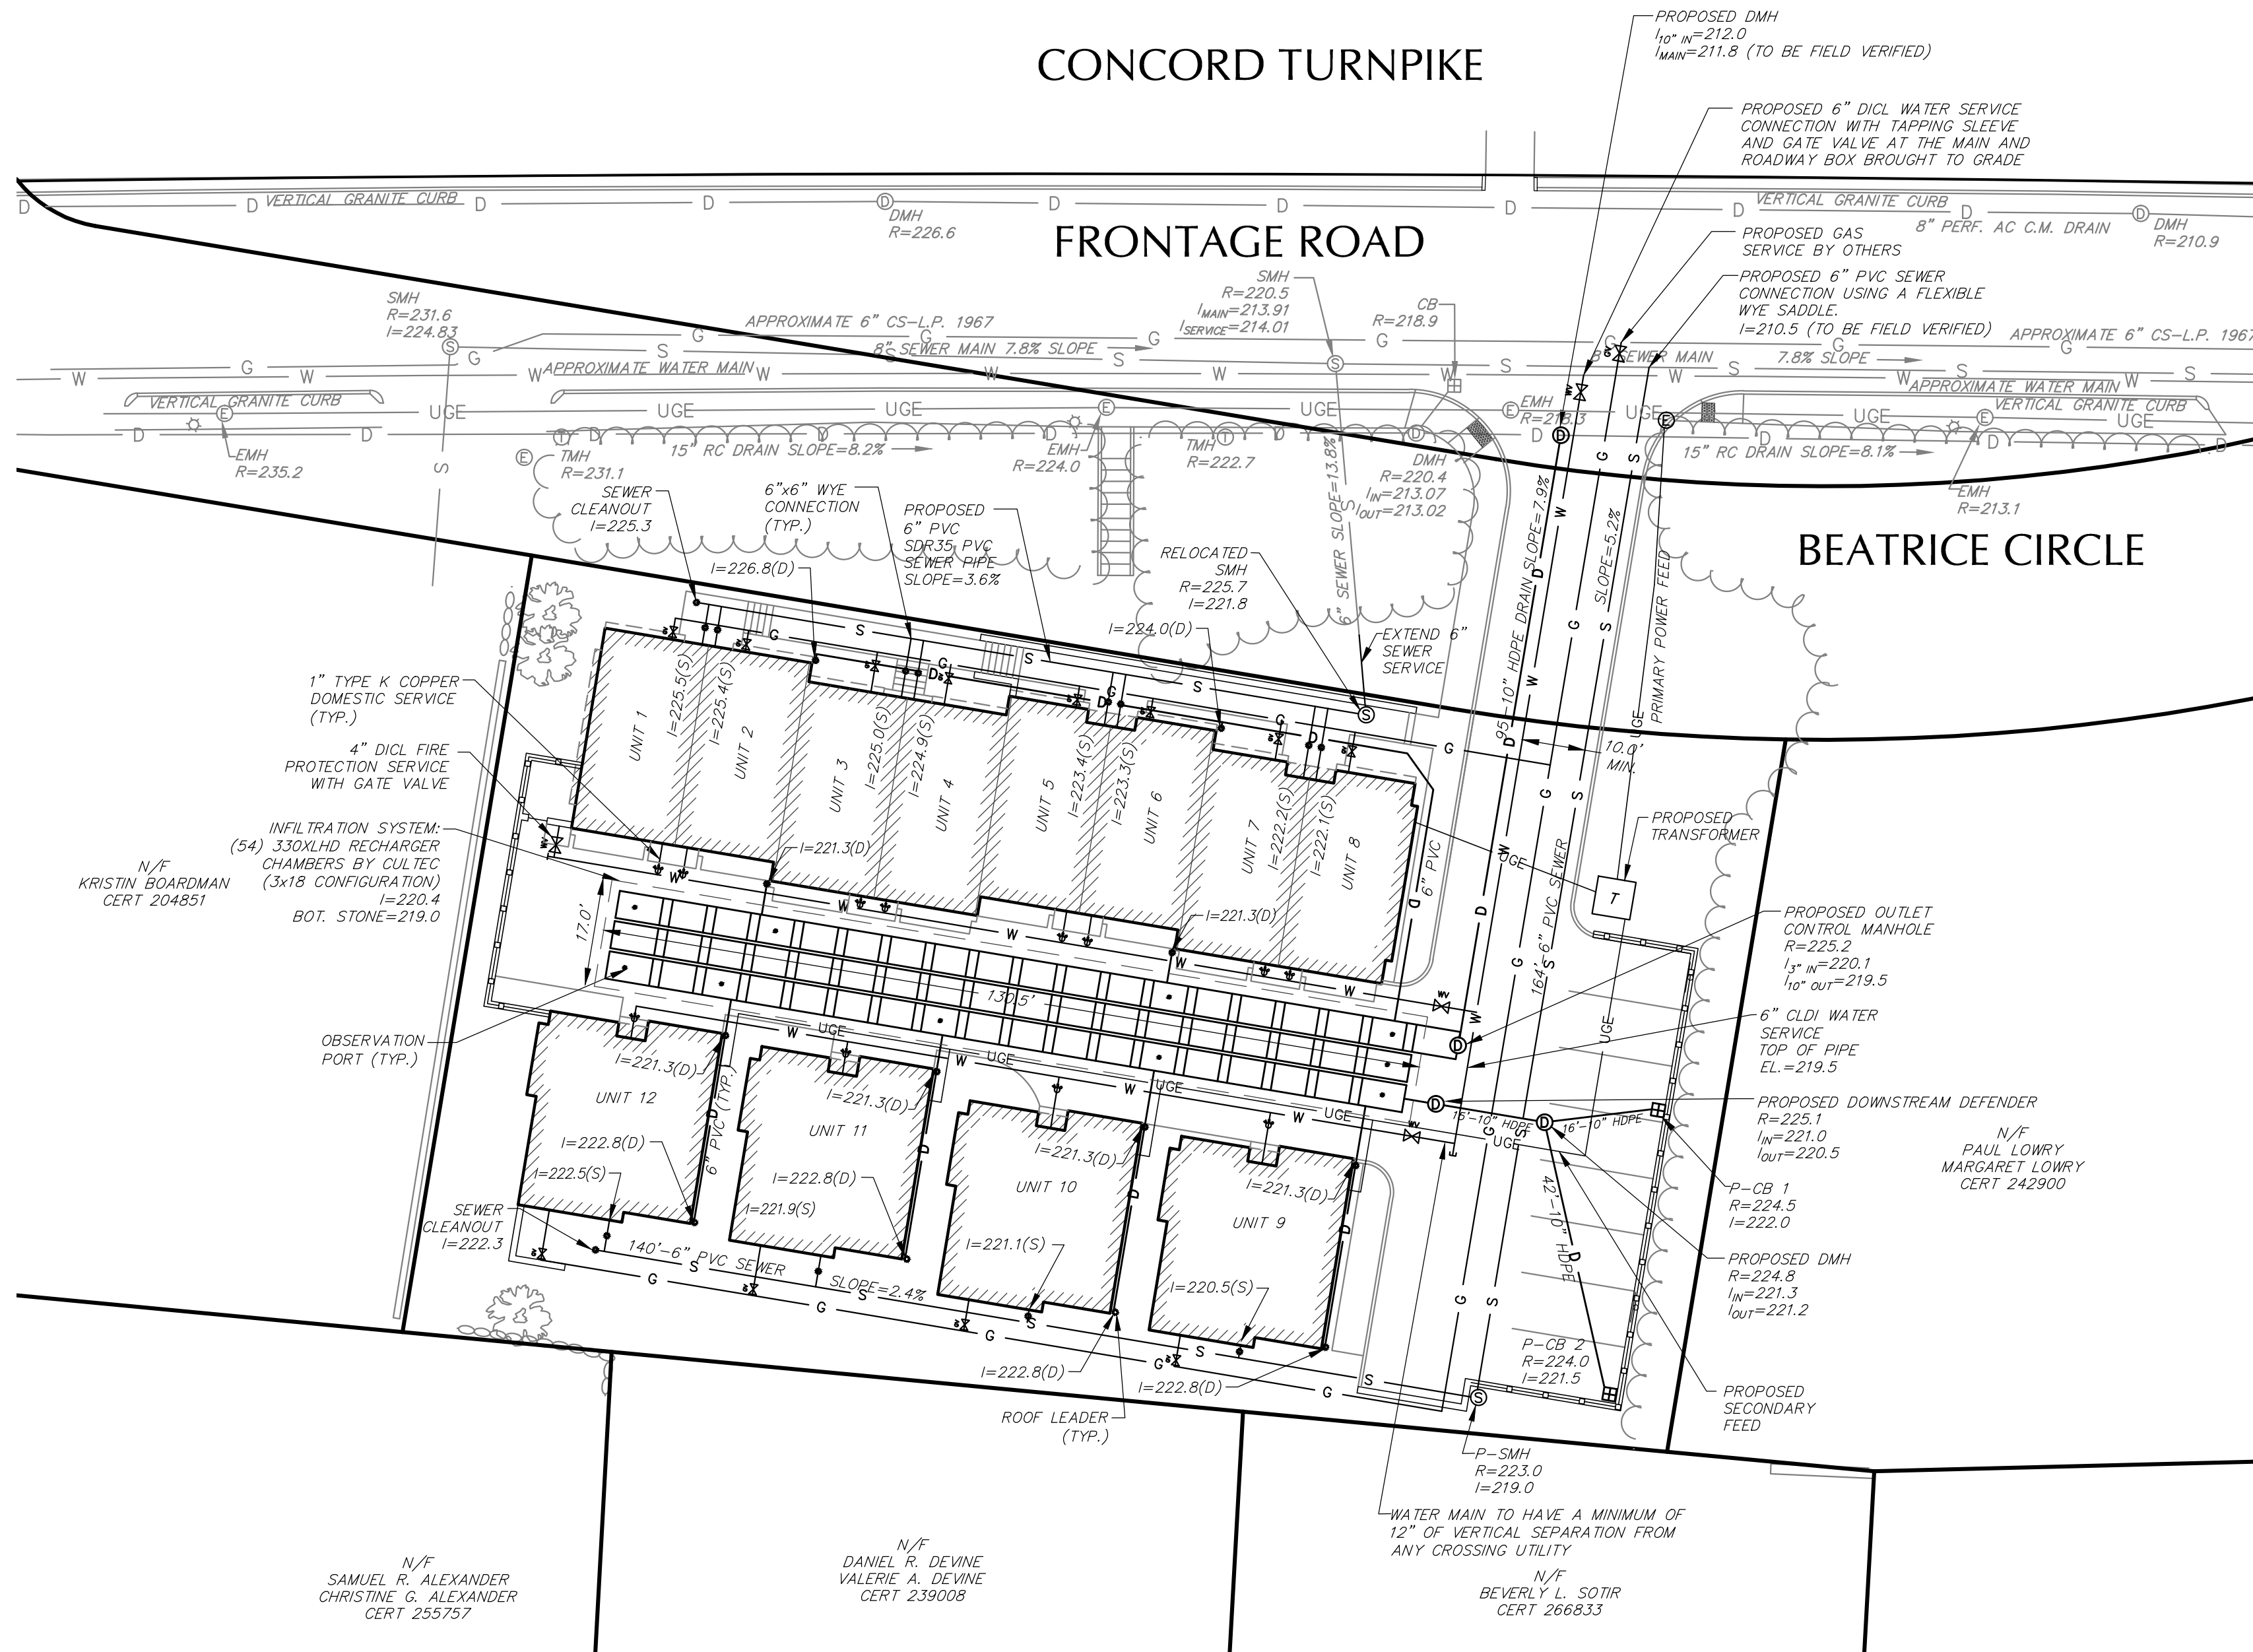 CONCORD TURNPIKE
PROPOSED DMH
I10" IN=212.0
IMAIN=211.8 (TO BE FIELD VERIFIED)
PROPOSED 6" DICL WATER SERVICE
CONNECTION WITH TAPPING SLEEVE
AND GATE VALVE AT THE MAIN AND
ROADWAY BOX BROUGHT TO GRADE
VERTICAL GRANITE CURB
DMH
R=226.6
VERTICAL GRANITE CURB
8" PERF. AC C.M. DRAIN
DMH
R=210.9
FRONTAGE ROAD
PROPOSED GAS
SERVICE BY OTHERS
PROPOSED 6" PVC SEWER
CONNECTION USING A FLEXIBLE
WYE SADDLE.
I=210.5 (TO BE FIELD VERIFIED)
SMH
R=231.6
I=224.83
APPROXIMATE 6" CS-L.P. 1967
8" SEWER MAIN 7.8% SLOPE
SMH
R=220.5
IMAIN=213.91
ISERVICE=214.01
CB
R=218.9
APPROXIMATE 6" CS-L.P. 1967
8" SEWER MAIN 7.8% SLOPE
APPROXIMATE WATER MAIN
APPROXIMATE WATER MAIN
VERTICAL GRANITE CURB
VERTICAL GRANITE CURB
UGE UGE UGE UGE UGE UGE UGE
EMH
R=235.2
TMH
R=231.1
15" RC DRAIN SLOPE=8.2%
EMH
R=224.0
TMH
R=222.7
EMH
R=218.3
DMH
R=220.4
IIN=213.07
IOUT=213.02
15" RC DRAIN SLOPE=8.1%
EMH
R=213.1
BEATRICE CIRCLE
SEWER
CLEANOUT
I=225.3
6"x6" WYE
CONNECTION
(TYP.)
PROPOSED
6" PVC
SDR35 PVC
SEWER PIPE
SLOPE=3.6%
I=226.8(D)
RELOCATED
SMH
R=225.7
I=221.8
I=224.0(D)
6" SEWER SLOPE=13.8%
EXTEND 6"
SEWER
SERVICE
95'-10" HDPE DRAIN SLOPE=7.9%
SLOPE=5.2%
164'-6" PVC SEWER
PRIMARY POWER FEED
UGE
10.0'
MIN.
PROPOSED
TRANSFORMER
T
UGE
1" TYPE K COPPER
DOMESTIC SERVICE
(TYP.)
4" DICL FIRE
PROTECTION SERVICE
WITH GATE VALVE
INFILTRATION SYSTEM:
(54) 330XLHD RECHARGER
CHAMBERS BY CULTEC
(3x18 CONFIGURATION)
I=220.4
BOT. STONE=219.0
N/F
KRISTIN BOARDMAN
CERT 204851
UNIT 1
I=225.5(S)
I=225.4(S)
UNIT 2
UNIT 3
I=225.0(S)
I=224.9(S)
UNIT 4
UNIT 5
I=223.4(S)
I=223.3(S)
UNIT 6
UNIT 7
I=222.2(S)
I=222.1(S)
UNIT 8
6" PVC
I=221.3(D)
I=221.3(D)
17.0'
130.5'
OBSERVATION
PORT (TYP.)
UGE UGE UGE UGE UGE UGE
PROPOSED OUTLET
CONTROL MANHOLE
R=225.2
I3" IN=220.1
I10" OUT=219.5
6" CLDI WATER
SERVICE
TOP OF PIPE
EL.=219.5
PROPOSED DOWNSTREAM DEFENDER
R=225.1
IIN=221.0
IOUT=220.5
15'-10" HDPE
16'-10" HDPE
42'-10" HDPE
P-CB 1
R=224.5
I=222.0
PROPOSED DMH
R=224.8
IIN=221.3
IOUT=221.2
N/F
PAUL LOWRY
MARGARET LOWRY
CERT 242900
I=221.3(D)
UNIT 12
I=222.8(D)
I=222.5(S)
6" PVC (TYP.)
I=221.3(D)
UNIT 11
I=222.8(D)
I=221.9(S)
I=221.3(D)
UNIT 10
I=221.1(S)
I=221.3(D)
UNIT 9
I=220.5(S)
SEWER
CLEANOUT
I=222.3
140'-6" PVC SEWER
SLOPE=2.4%
I=222.8(D)
I=222.8(D)
ROOF LEADER
(TYP.)
P-CB 2
R=224.0
I=221.5
PROPOSED
SECONDARY
FEED
P-SMH
R=223.0
I=219.0
WATER MAIN TO HAVE A MINIMUM OF
12" OF VERTICAL SEPARATION FROM
ANY CROSSING UTILITY
N/F
SAMUEL R. ALEXANDER
CHRISTINE G. ALEXANDER
CERT 255757
N/F
DANIEL R. DEVINE
VALERIE A. DEVINE
CERT 239008
N/F
BEVERLY L. SOTIR
CERT 266833